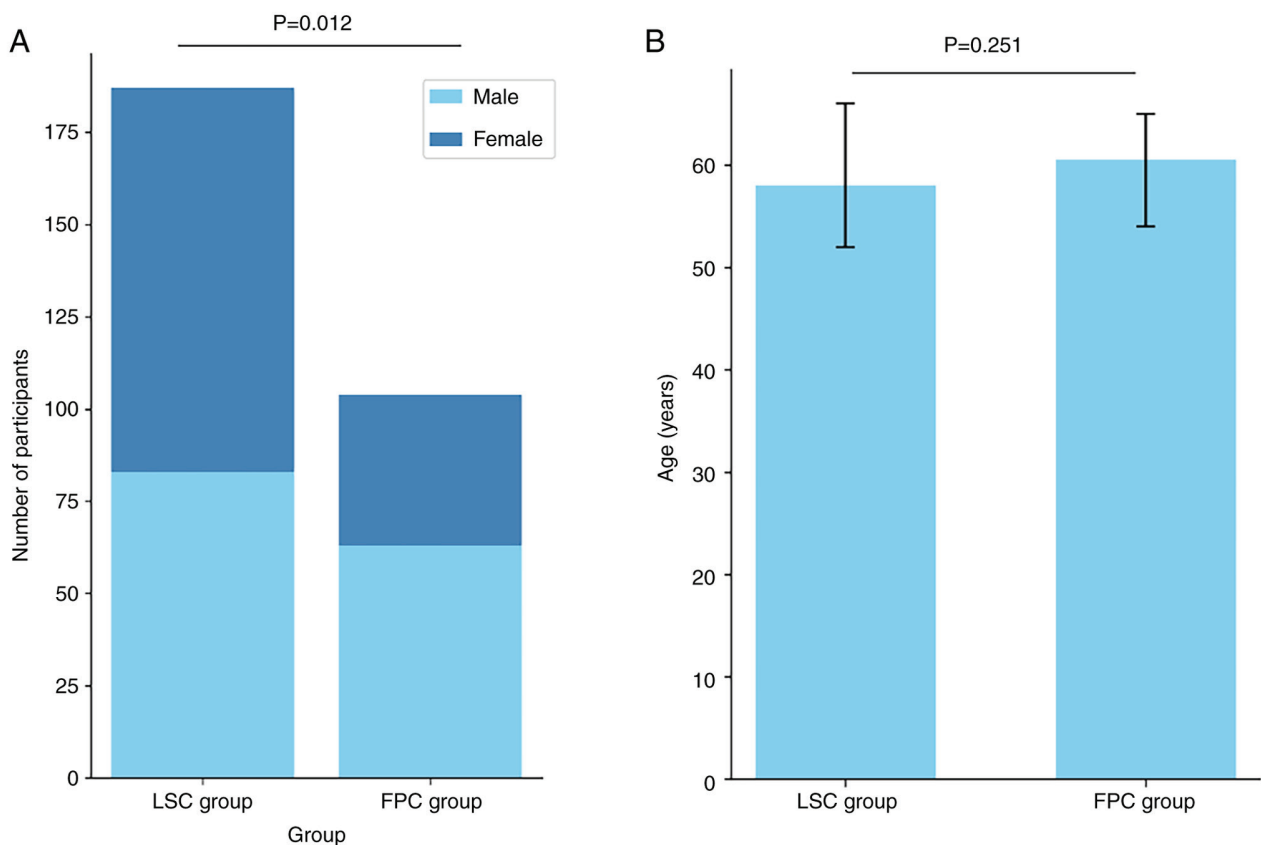 A
P=0.012
Male
Female
175
150
125
100
75
50
25
0
Number of participants
LSC group
FPC group
Group
B
P=0.251
60
50
40
30
20
10
0
Age (years)
LSC group
FPC group